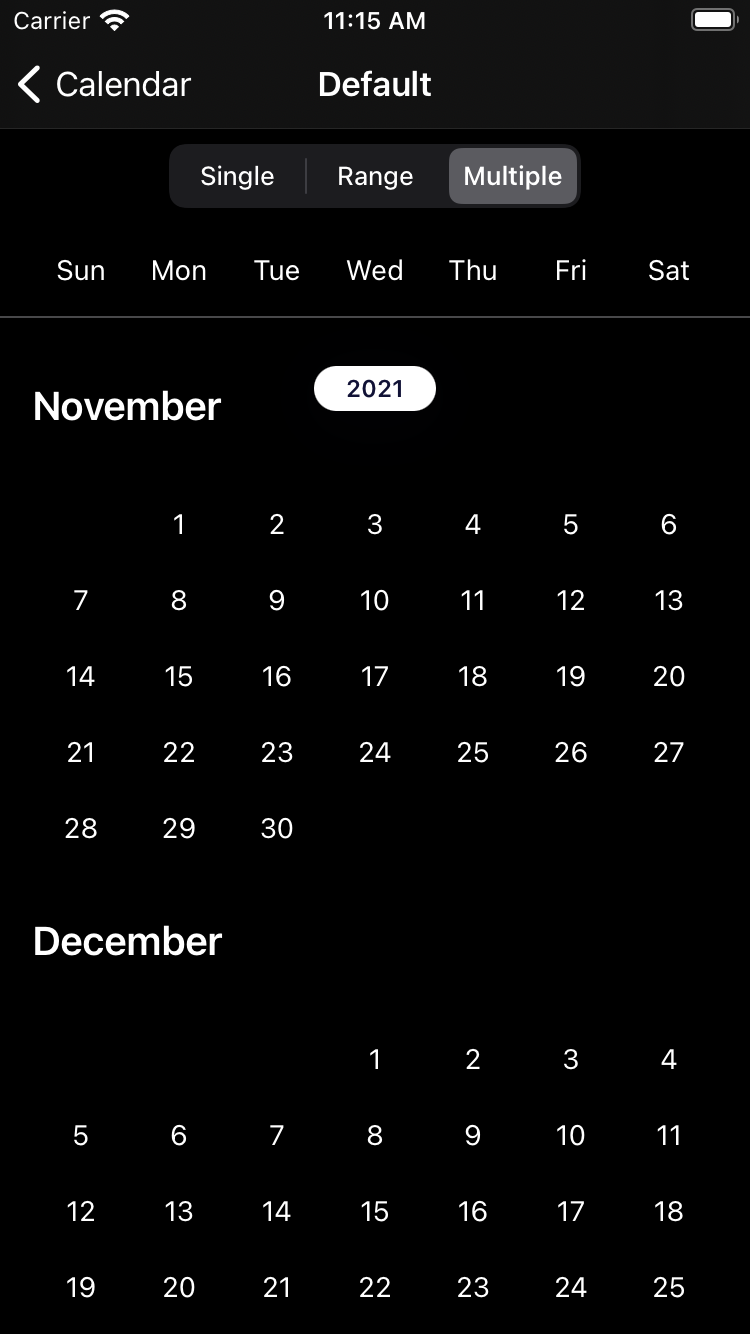 Carrier 11:15 AM
Calendar Default
Single Range Multiple
Sun Mon Tue Wed Thu Fri Sat
2021
November
1 2 3 4 5 6
7 8 9 10 11 12 13
14 15 16 17 18 19 20
21 22 23 24 25 26 27
28 29 30
December
1 2 3 4
5 6 7 8 9 10 11
12 13 14 15 16 17 18
19 20 21 22 23 24 25